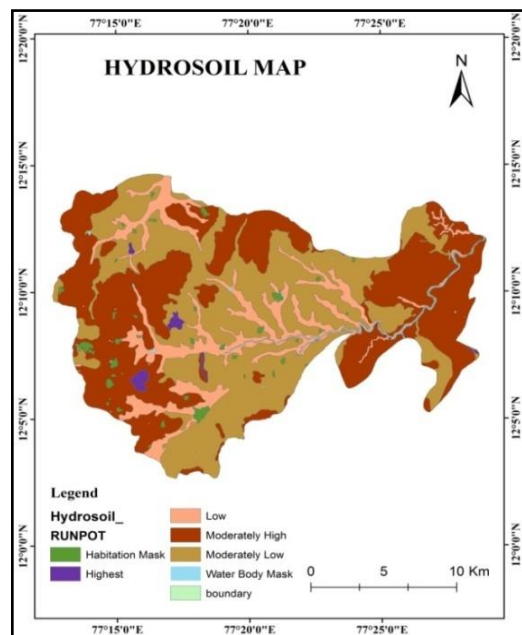 77°15'0"E 77°20'0"E 77°25'0"E
HYDROSOIL MAP
N
12°20'0"N 12°20'0"N
12°15'0"N 12°15'0"N
12°10'0"N 12°10'0"N
12°5'0"N 12°5'0"N
12°0'0"N 12°0'0"N
Legend
Hydrosoil_
RUNPOT
Habitation Mask
Highest
Low
Moderately High
Moderately Low
Water Body Mask
boundary
0 5 10 Km
77°15'0"E 77°20'0"E 77°25'0"E